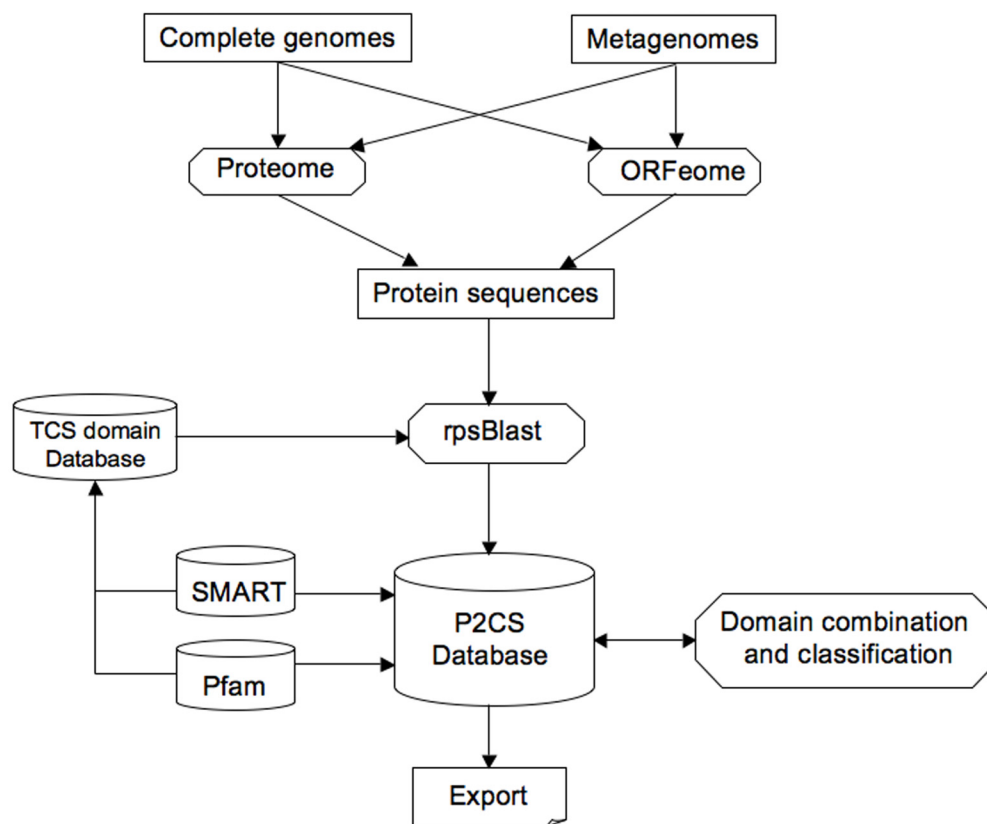 Complete genomes
Metagenomes
Proteome
ORFeome
Protein sequences
TCS domain
Database
rpsBlast
SMART
Pfam
P2CS
Database
Domain combination
and classification
Export